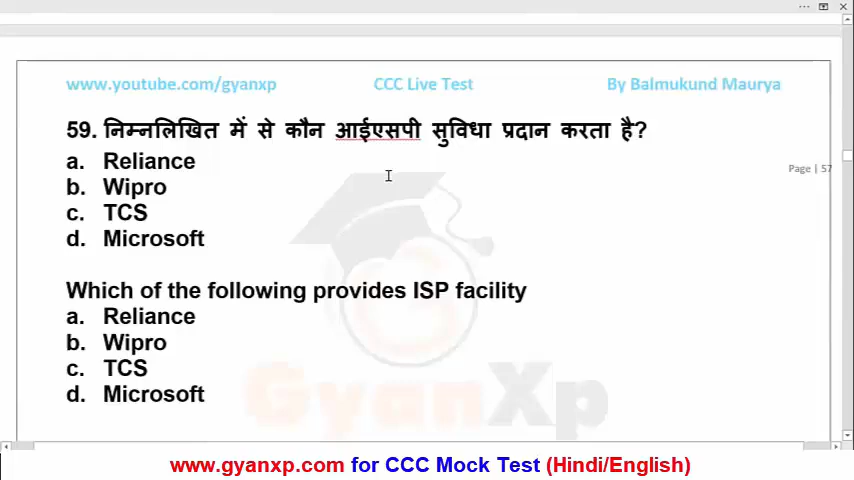 www.youtube.com/gyanxp CCC Live Test By Balmukund Maurya
59. निम्नलिखित में से कौन आईएसपी सुविधा प्रदान करता है?
a. Reliance
Page | 57
b. Wipro
c. TCS
d. Microsoft
Which of the following provides ISP facility
a. Reliance
b. Wipro
c. TCS
d. Microsoft
GyanXp
www.gyanxp.com for CCC Mock Test (Hindi/English)